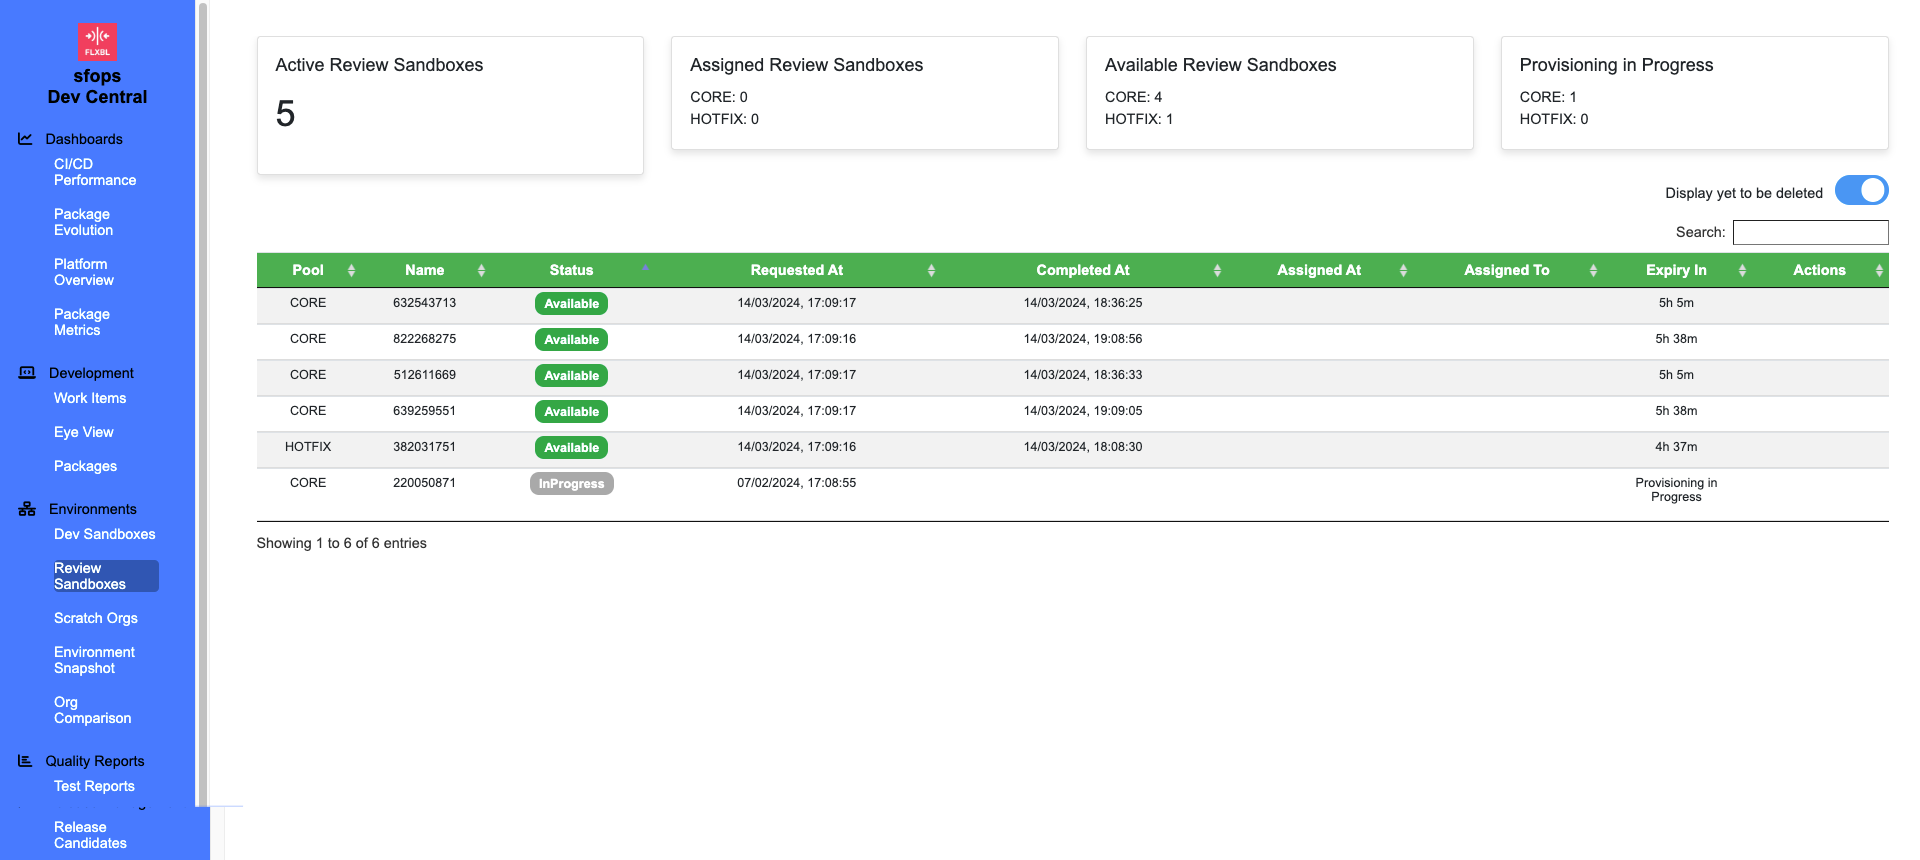 FLXBL
sfops
Dev Central
Dashboards
CI/CD
Performance
Package
Evolution
Platform
Overview
Package
Metrics
Development
Work Items
Eye View
Packages
Environments
Dev Sandboxes
Review
Sandboxes
Scratch Orgs
Environment
Snapshot
Org
Comparison
Quality Reports
Test Reports
Release
Candidates
Active Review Sandboxes
5
Assigned Review Sandboxes
CORE: 0
HOTFIX: 0
Available Review Sandboxes
CORE: 4
HOTFIX: 1
Provisioning in Progress
CORE: 1
HOTFIX: 0
Display yet to be deleted
Search:
Pool Name Status Requested At Completed At Assigned At Assigned To Expiry In Actions
CORE 632543713 Available 14/03/2024, 17:09:17 14/03/2024, 18:36:25 5h 5m
CORE 822268275 Available 14/03/2024, 17:09:16 14/03/2024, 19:08:56 5h 38m
CORE 512611669 Available 14/03/2024, 17:09:17 14/03/2024, 18:36:33 5h 5m
CORE 639259551 Available 14/03/2024, 17:09:17 14/03/2024, 19:09:05 5h 38m
HOTFIX 382031751 Available 14/03/2024, 17:09:16 14/03/2024, 18:08:30 4h 37m
CORE 220050871 InProgress 07/02/2024, 17:08:55 Provisioning in
Progress
Showing 1 to 6 of 6 entries